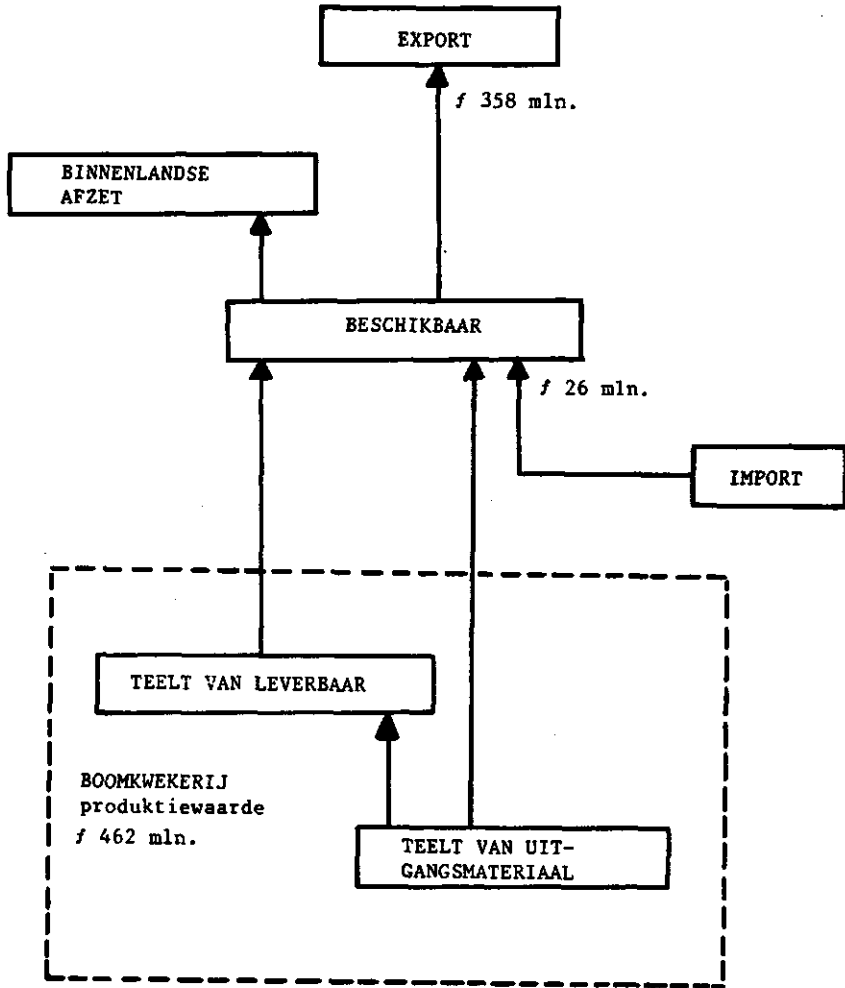 EXPORT
f 358 mln.
BINNENLANDSE
AFZET
BESCHIKBAAR
f 26 mln.
IMPORT
TEELT VAN LEVERBAAR
BOOMKWEKERIJ
produktiewaarde
f 462 mln.
TEELT VAN UIT-
GANGSMATERIAAL